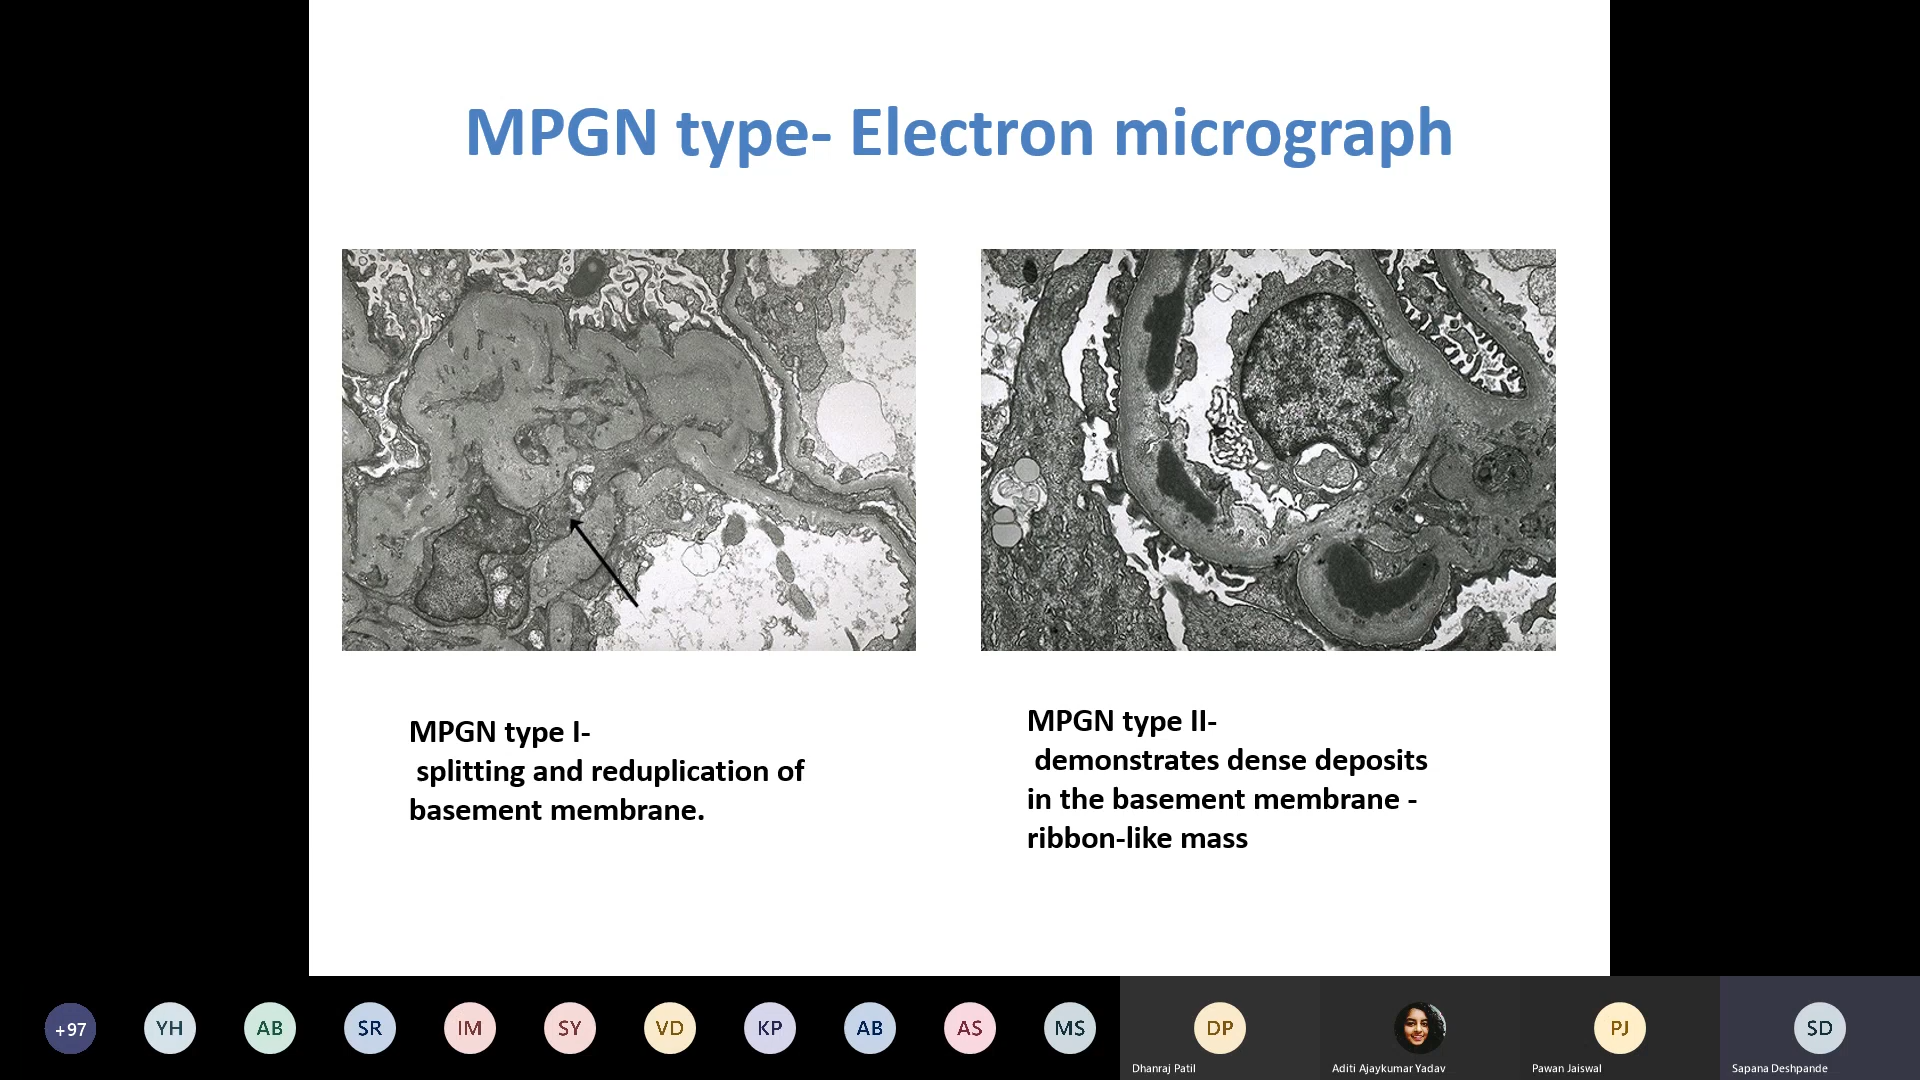 MPGN type- Electron micrograph
MPGN type I-
splitting and reduplication of
basement membrane.
MPGN type II-
demonstrates dense deposits
in the basement membrane -
ribbon-like mass
+97
YH
AB
SR
IM
SY
VD
KP
AB
AS
MS
DP
Dhanraj Patil
Aditi Ajaykumar Yadav
PJ
Pawan Jaiswal
SD
Sapana Deshpande